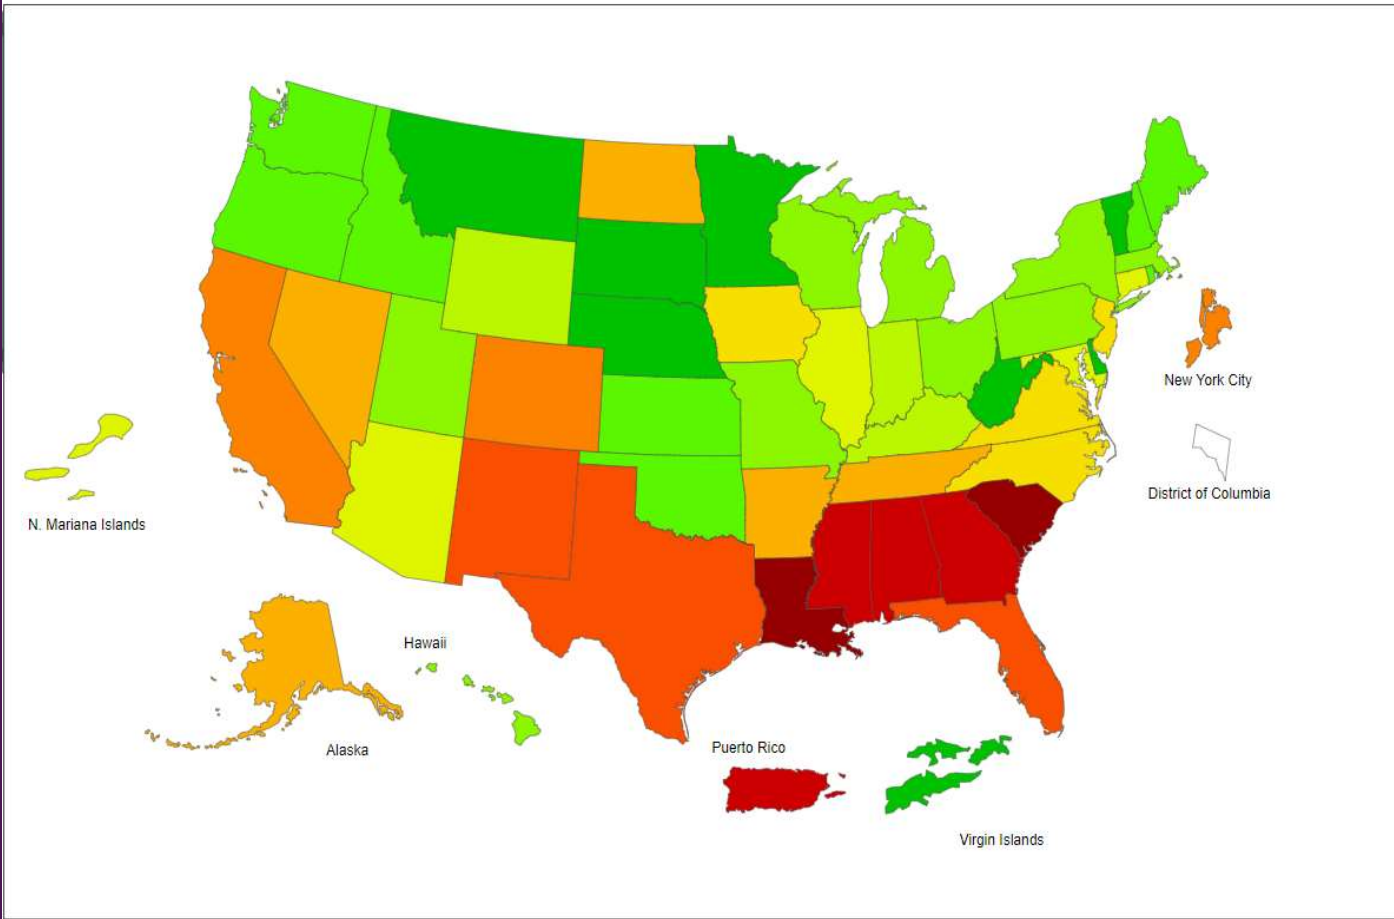 New York City
District of Columbia
N. Mariana Islands
Hawaii
Alaska
Puerto Rico
Virgin Islands